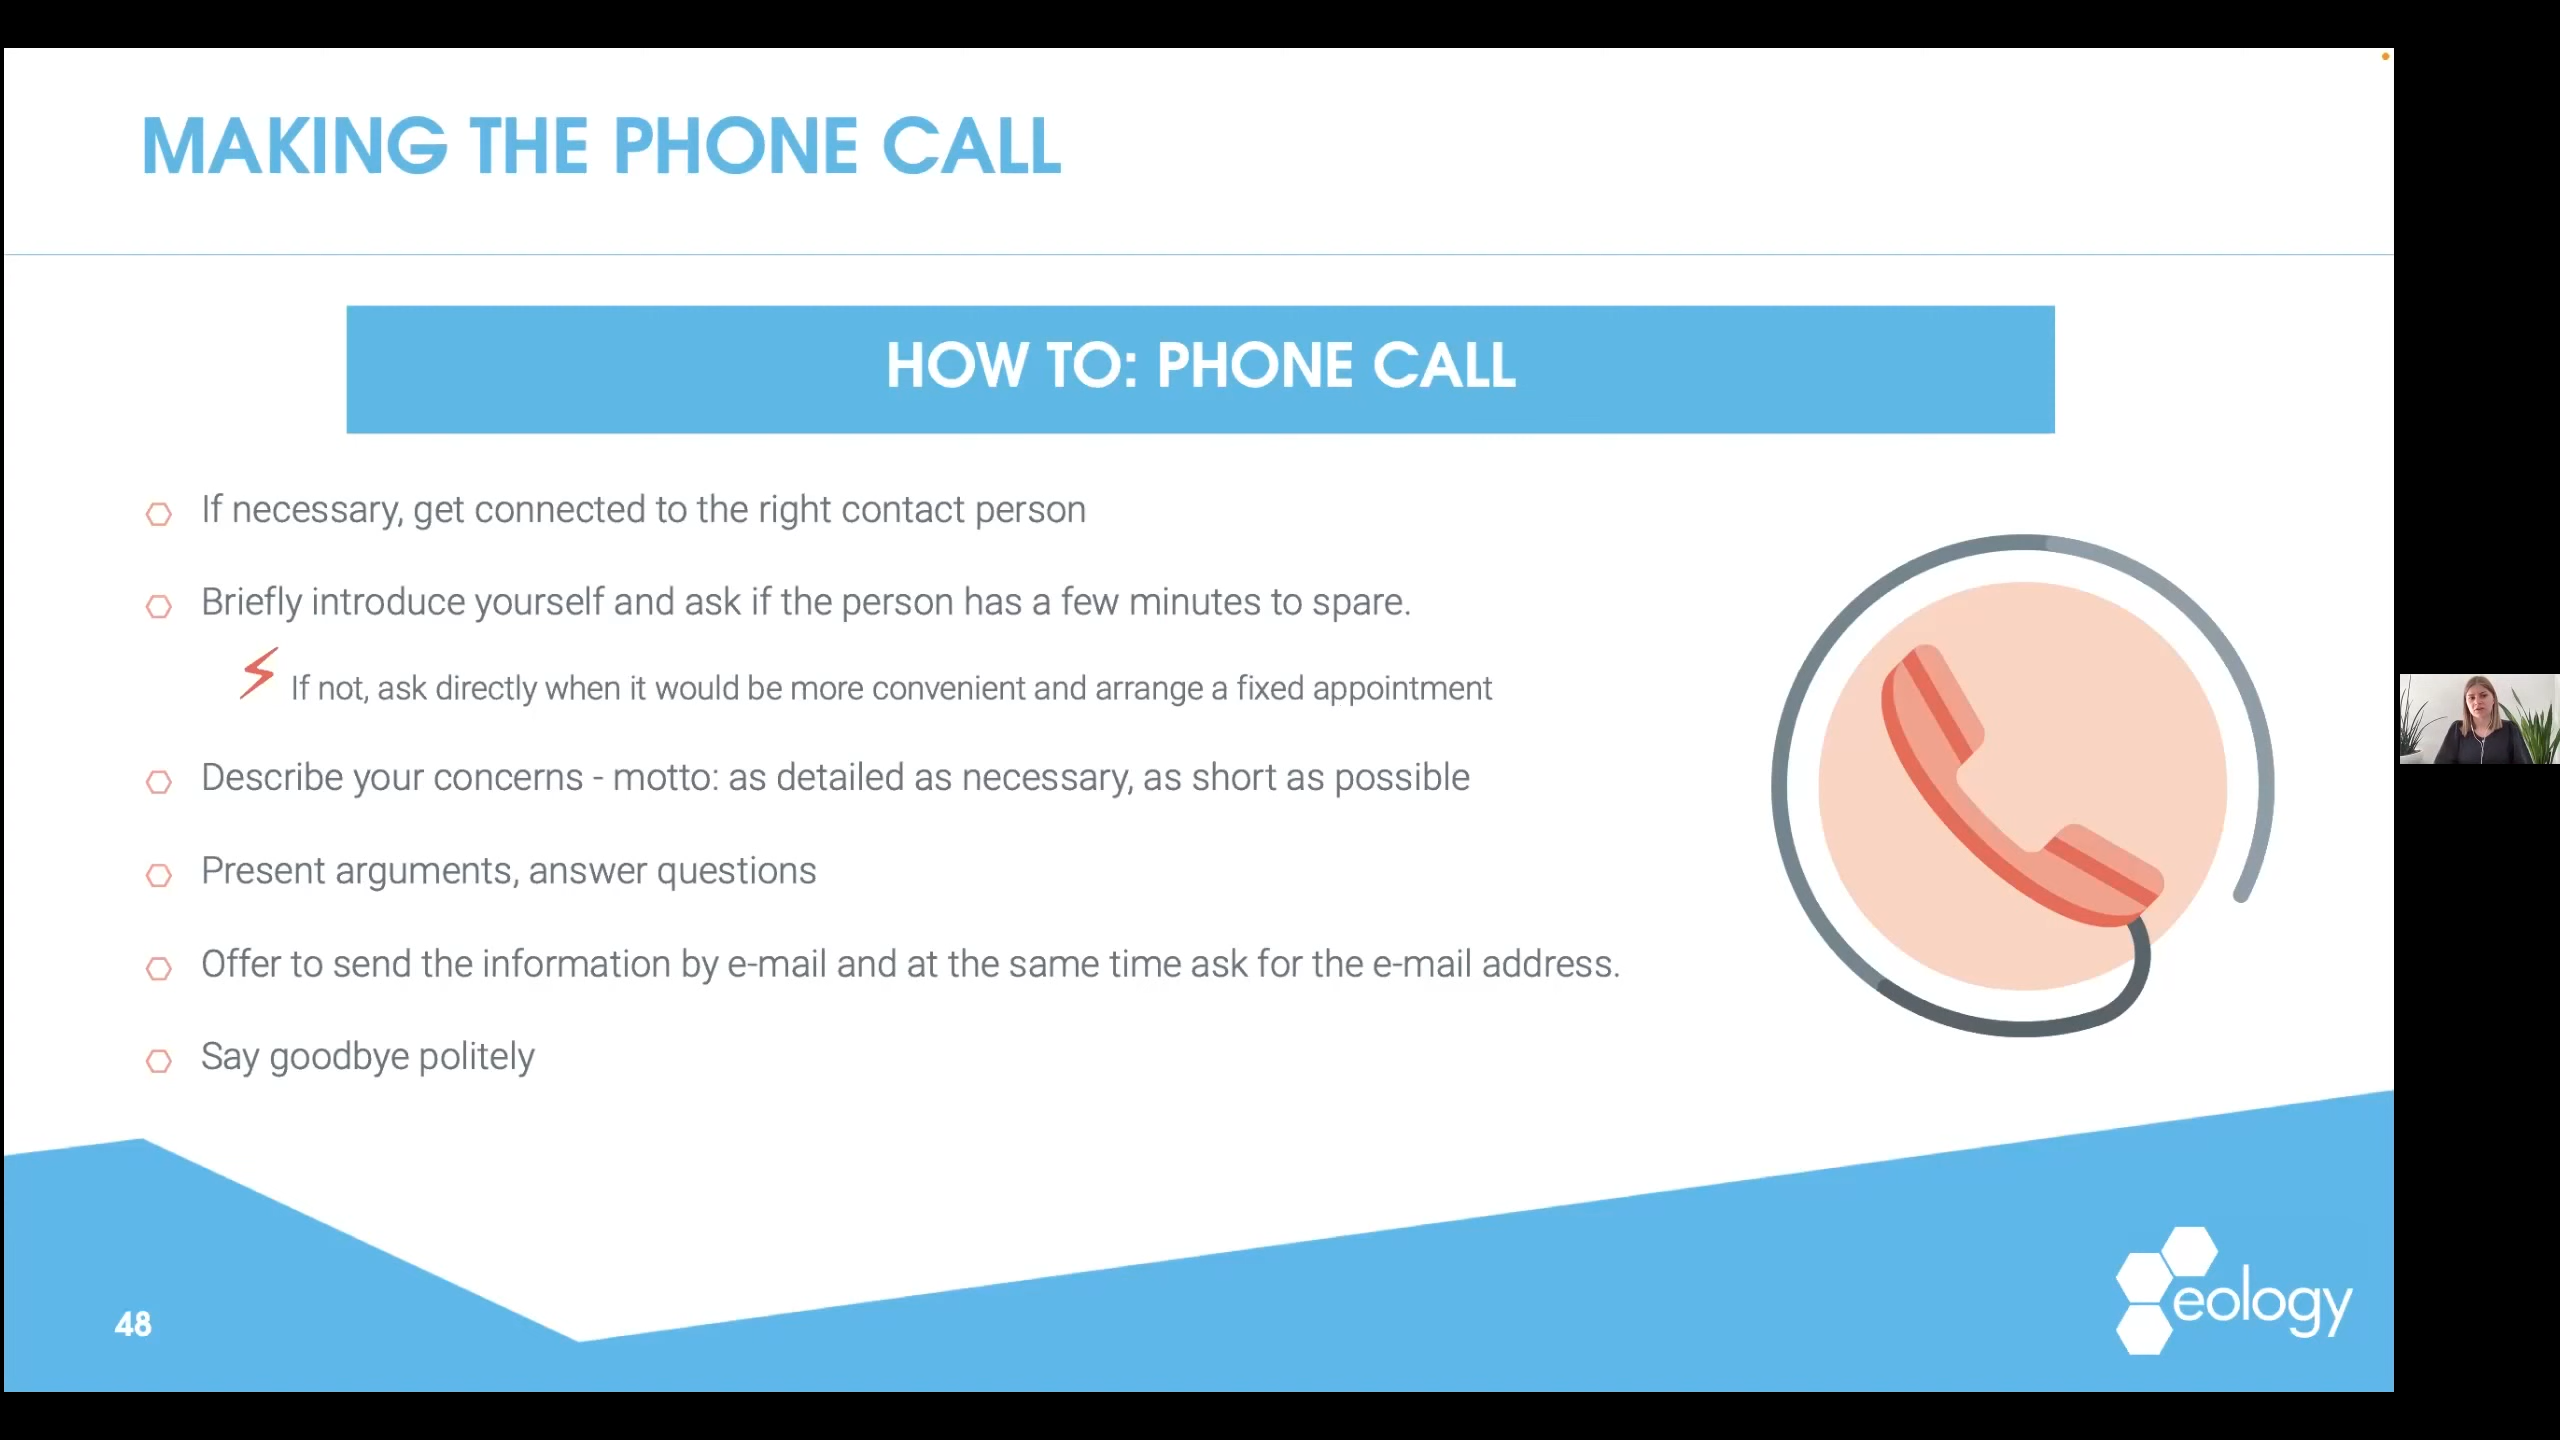 MAKING THE PHONE CALL
HOW TO: PHONE CALL
If necessary, get connected to the right contact person
Briefly introduce yourself and ask if the person has a few minutes to spare.
If not, ask directly when it would be more convenient and arrange a fixed appointment
Describe your concerns - motto: as detailed as necessary, as short as possible
Present arguments, answer questions
Offer to send the information by e-mail and at the same time ask for the e-mail address.
Say goodbye politely
48
eology